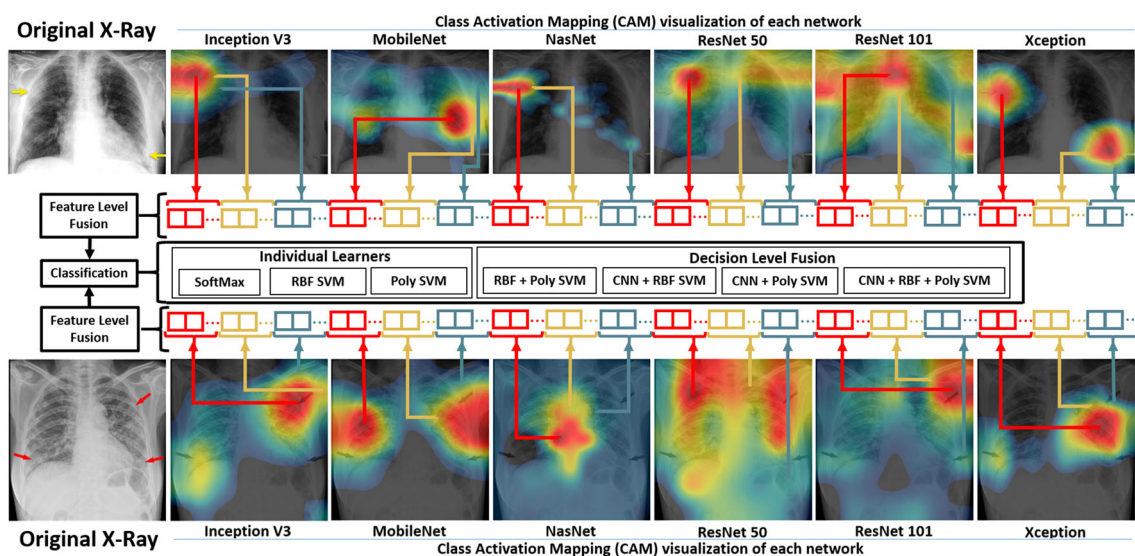 Class Activation Mapping (CAM) visualization of each network
Original X-Ray
Inception V3
MobileNet
NasNet
ResNet 50
ResNet 101
Xception
Feature Level
Fusion
Classification
Individual Learners
SoftMax
RBF SVM
Poly SVM
Decision Level Fusion
RBF + Poly SVM
CNN + RBF SVM
CNN + Poly SVM
CNN + RBF + Poly SVM
Feature Level
Fusion
Original X-Ray
Inception V3
MobileNet
NasNet
ResNet 50
ResNet 101
Xception
Class Activation Mapping (CAM) visualization of each network